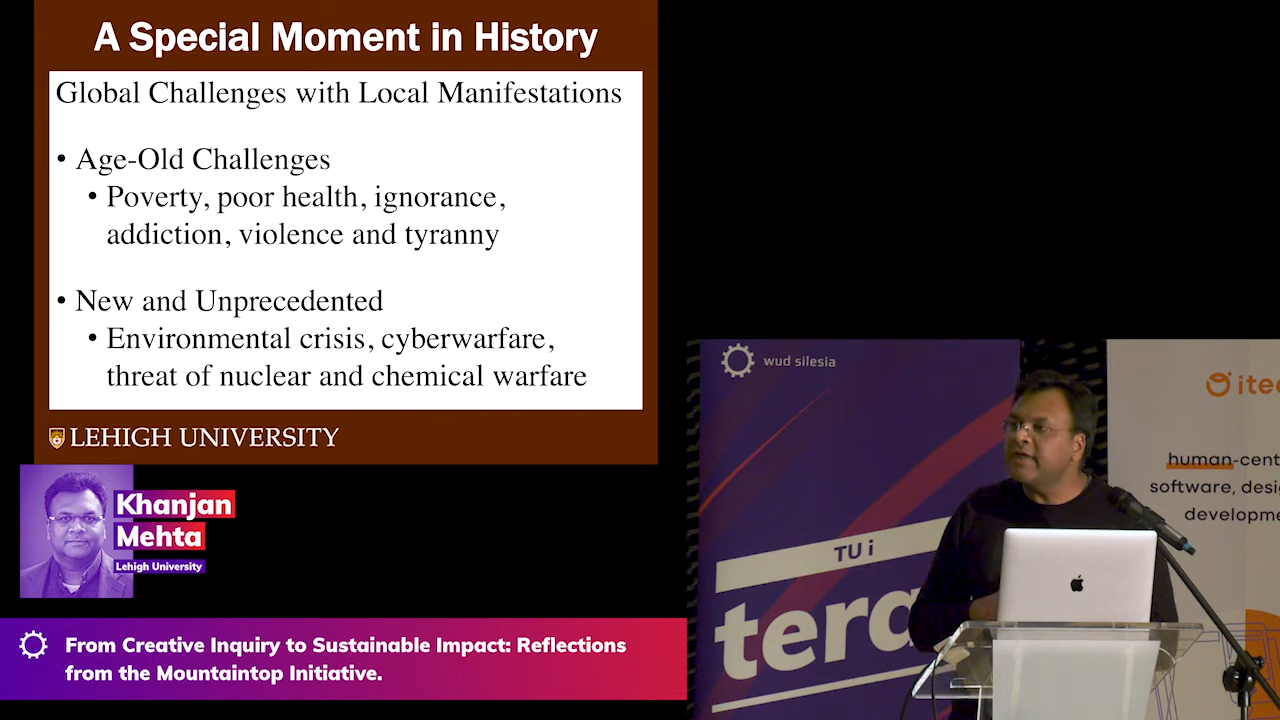 A Special Moment in History
Global Challenges with Local Manifestations
• Age-Old Challenges
• Poverty, poor health, ignorance,
addiction, violence and tyranny
• New and Unprecedented
• Environmental crisis, cyberwarfare,
threat of nuclear and chemical warfare
LEHIGH UNIVERSITY
Khanjan
Mehta
Lehigh University
From Creative Inquiry to Sustainable Impact: Reflections
from the Mountaintop Initiative.
wud silesia
TU i
tera
human-cent
software, desi
developme